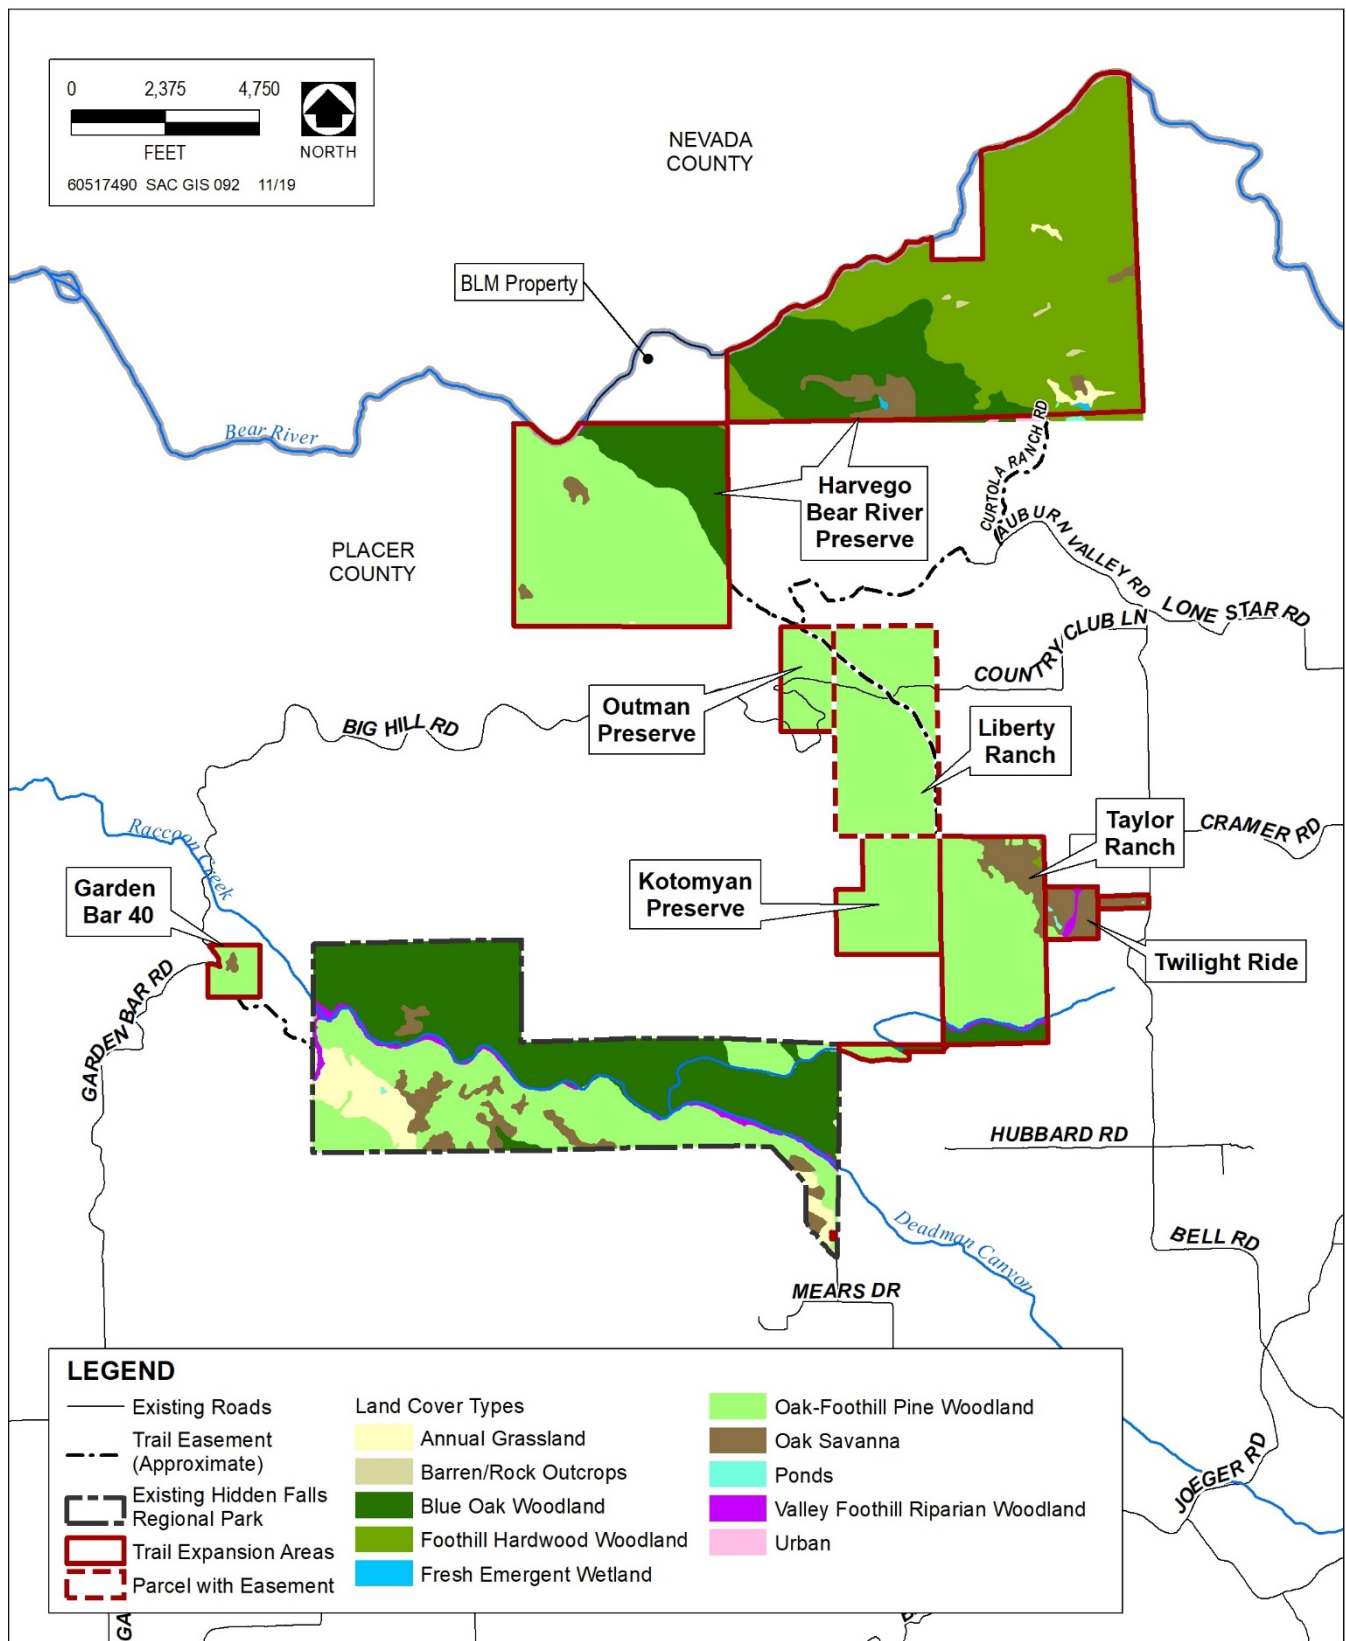 0 2,375 4,750
FEET
NORTH
60517490 SAC GIS 092 11/19
NEVADA
COUNTY
BLM Property
Bear River
Harvego
Bear River
Preserve
CURTOLA RANCH RD
AUBURN VALLEY RD
LONE STAR RD
PLACER
COUNTY
COUNTRY CLUB LN
Outman
Preserve
BIG HILL RD
Liberty
Ranch
Taylor
Ranch
CRAMER RD
Raccoon Creek
Garden
Bar 40
Kotomyan
Preserve
Twilight Ride
GARDEN BAR RD
HUBBARD RD
Deadman Canyon
BELL RD
MEARS DR
JOEGER RD
LEGEND
Existing Roads
Trail Easement
(Approximate)
Existing Hidden Falls
Regional Park
Trail Expansion Areas
Parcel with Easement
Land Cover Types
Annual Grassland
Barren/Rock Outcrops
Blue Oak Woodland
Foothill Hardwood Woodland
Fresh Emergent Wetland
Oak-Foothill Pine Woodland
Oak Savanna
Ponds
Valley Foothill Riparian Woodland
Urban
GA